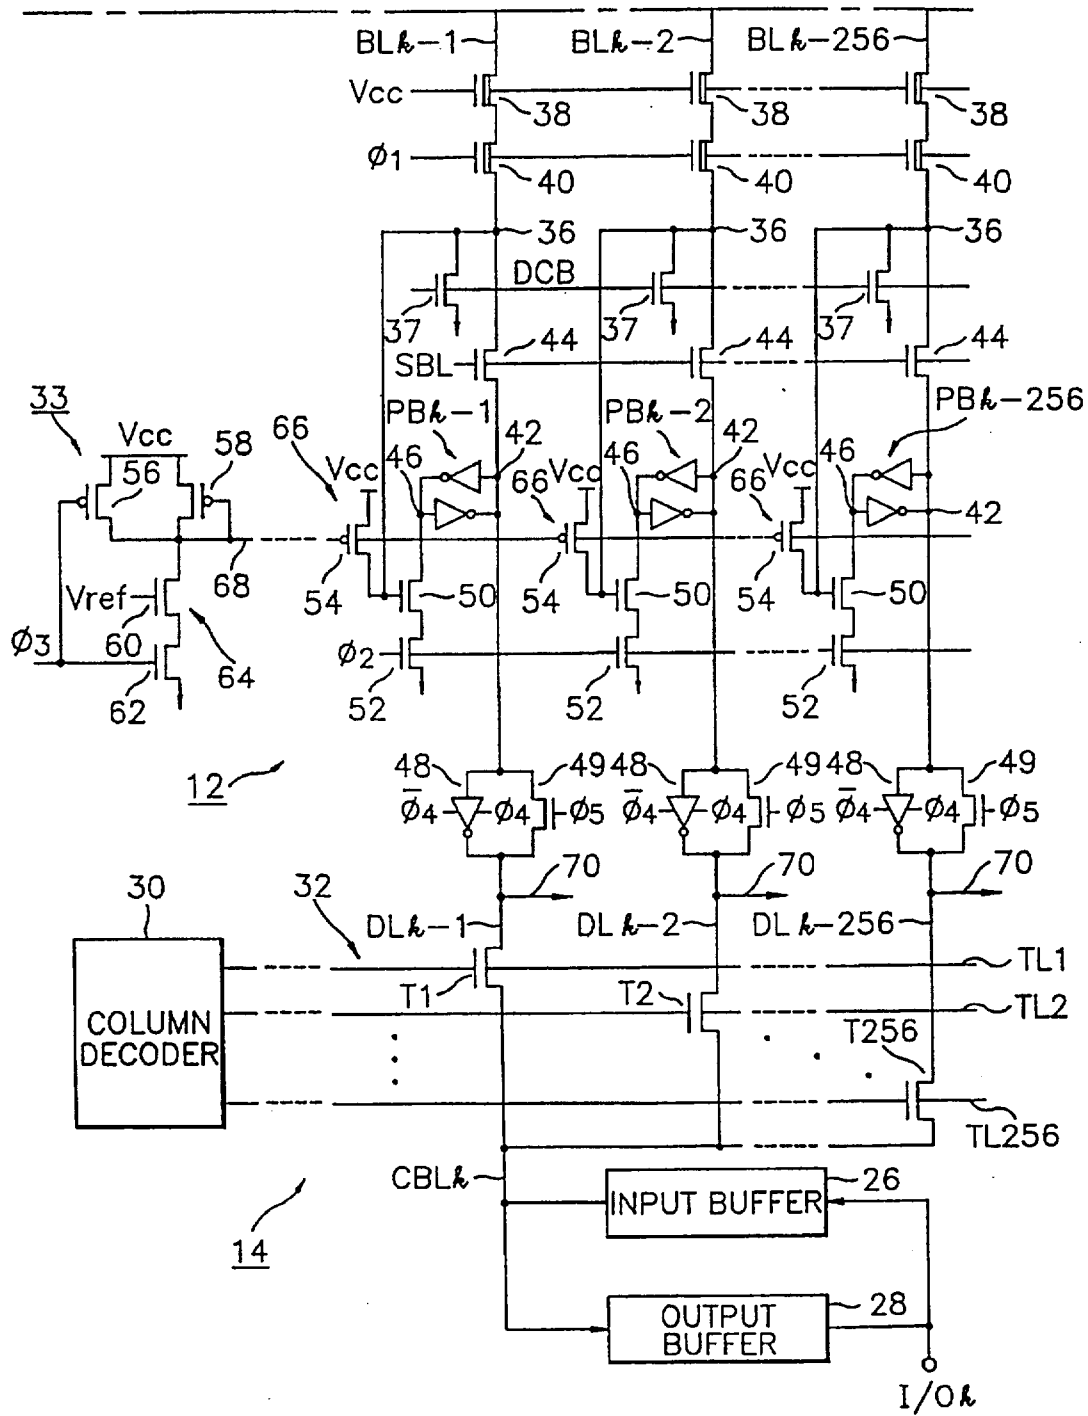 BLk-1 BLk-2 BLk-256
Vcc 38 38 38
Ø1 40 40 40
36 36 36
DCB
37 37 37
SBL 44 44 44
33 PBk-1 PBk-2 PBk-256
Vcc 58 66 Vcc 46 42 Vcc 46 42 Vcc 46
56 66 66 42
68 54 50 54 50 54 50
Vref 60
Ø3 64 Ø2
62 52 52 52
12 48 49 48 49 48 49
Ø̅4 Ø4 Ø5 Ø̅4 Ø4 Ø5 Ø̅4 Ø4 Ø5
70 70 70
30 32 DLk-1 DLk-2 DLk-256
T1 TL1
T2 TL2
COLUMN
DECODER
T256
TL256
CBLk
INPUT BUFFER 26
14
OUTPUT
BUFFER 28
I/Ok